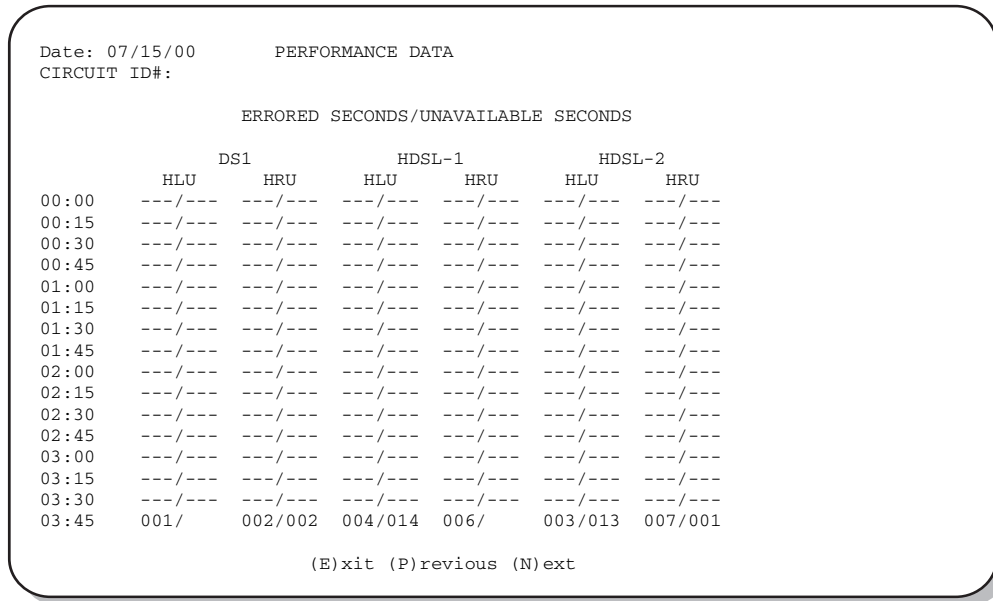 Date: 07/15/00 PERFORMANCE DATA
CIRCUIT ID#:
ERRORED SECONDS/UNAVAILABLE SECONDS
DS1 HDSL-1 HDSL-2
HLU HRU HLU HRU HLU HRU
00:00 ---/--- ---/--- ---/--- ---/--- ---/--- ---/---
00:15 ---/--- ---/--- ---/--- ---/--- ---/--- ---/---
00:30 ---/--- ---/--- ---/--- ---/--- ---/--- ---/---
00:45 ---/--- ---/--- ---/--- ---/--- ---/--- ---/---
01:00 ---/--- ---/--- ---/--- ---/--- ---/--- ---/---
01:15 ---/--- ---/--- ---/--- ---/--- ---/--- ---/---
01:30 ---/--- ---/--- ---/--- ---/--- ---/--- ---/---
01:45 ---/--- ---/--- ---/--- ---/--- ---/--- ---/---
02:00 ---/--- ---/--- ---/--- ---/--- ---/--- ---/---
02:15 ---/--- ---/--- ---/--- ---/--- ---/--- ---/---
02:30 ---/--- ---/--- ---/--- ---/--- ---/--- ---/---
02:45 ---/--- ---/--- ---/--- ---/--- ---/--- ---/---
03:00 ---/--- ---/--- ---/--- ---/--- ---/--- ---/---
03:15 ---/--- ---/--- ---/--- ---/--- ---/--- ---/---
03:30 ---/--- ---/--- ---/--- ---/--- ---/--- ---/---
03:45 001/ 002/002 004/014 006/ 003/013 007/001
(E)xit (P)revious (N)ext